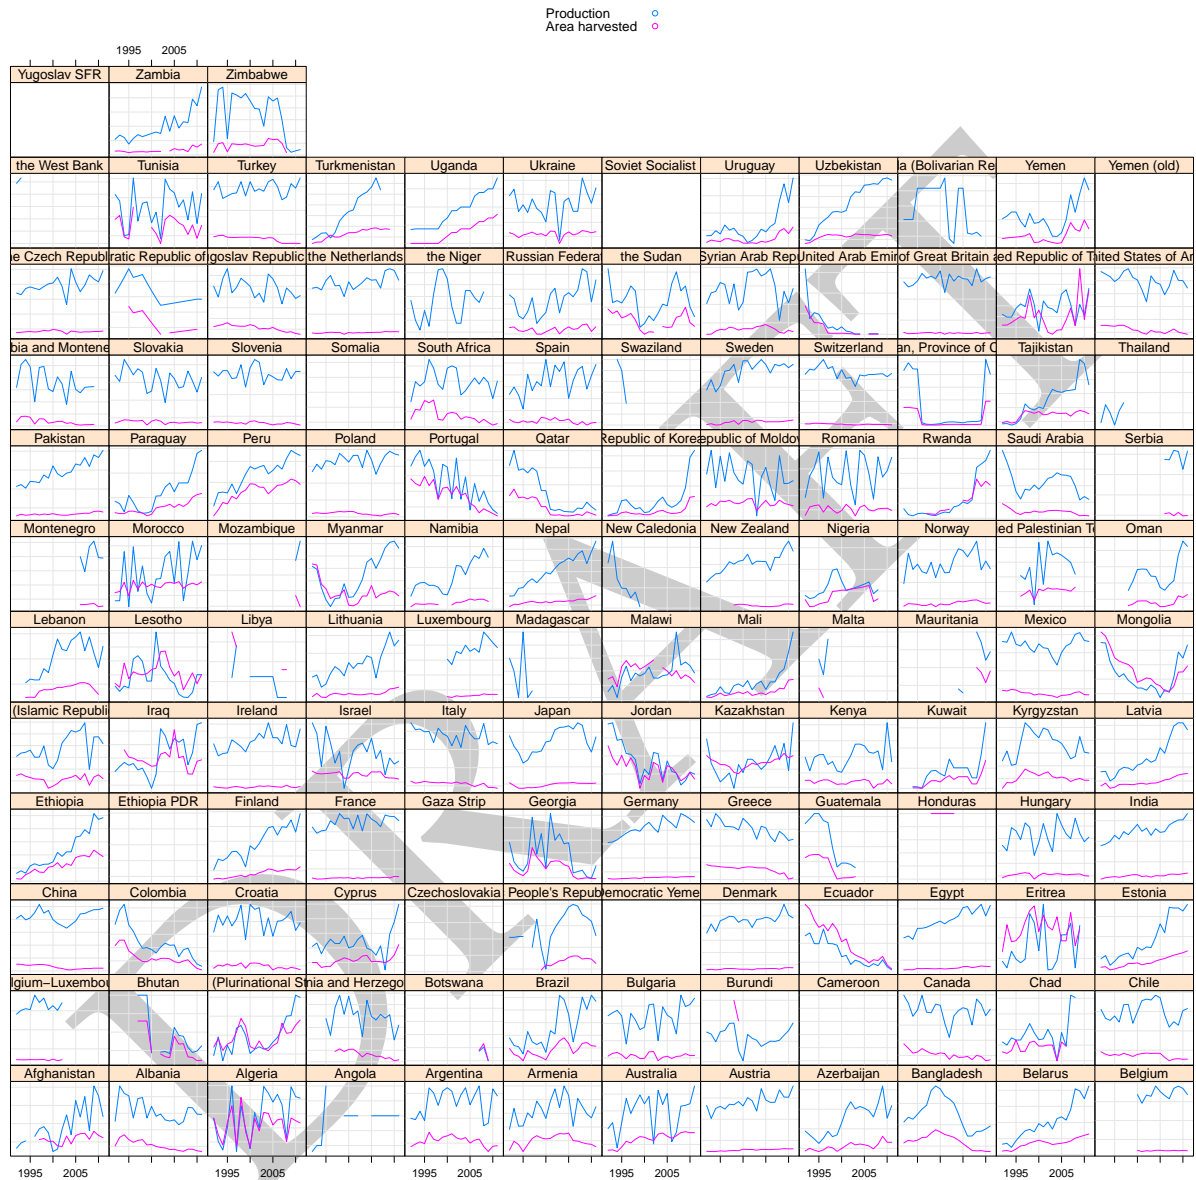 Production
Area harvested
1995 2005
Yugoslav SFR Zambia Zimbabwe
the West Bank Tunisia Turkey Turkmenistan Uganda Ukraine Soviet Socialist Uruguay Uzbekistan la (Bolivarian Re Yemen Yemen (old)
e Czech Republ ratic Republic of goslav Republic the Netherlands the Niger Russian Federat the Sudan Syrian Arab Repu United Arab Emir of Great Britain ed Republic of T ited States of Am
bia and Montene Slovakia Slovenia Somalia South Africa Spain Swaziland Sweden Switzerland an, Province of C Tajikistan Thailand
Pakistan Paraguay Peru Poland Portugal Qatar Republic of Korea epublic of Moldov Romania Rwanda Saudi Arabia Serbia
Montenegro Morocco Mozambique Myanmar Namibia Nepal New Caledonia New Zealand Nigeria Norway ed Palestinian Te Oman
Lebanon Lesotho Libya Lithuania Luxembourg Madagascar Malawi Mali Malta Mauritania Mexico Mongolia
(Islamic Republi Iraq Ireland Israel Italy Japan Jordan Kazakhstan Kenya Kuwait Kyrgyzstan Latvia
Ethiopia Ethiopia PDR Finland France Gaza Strip Georgia Germany Greece Guatemala Honduras Hungary India
China Colombia Croatia Cyprus Czechoslovakia People's Republ Democratic Yeme Denmark Ecuador Egypt Eritrea Estonia
lgium−Luxembou Bhutan (Plurinational S nia and Herzego Botswana Brazil Bulgaria Burundi Cameroon Canada Chad Chile
Afghanistan Albania Algeria Angola Argentina Armenia Australia Austria Azerbaijan Bangladesh Belarus Belgium
1995 2005 1995 2005 1995 2005 1995 2005 1995 2005 1995 2005
DRAFT